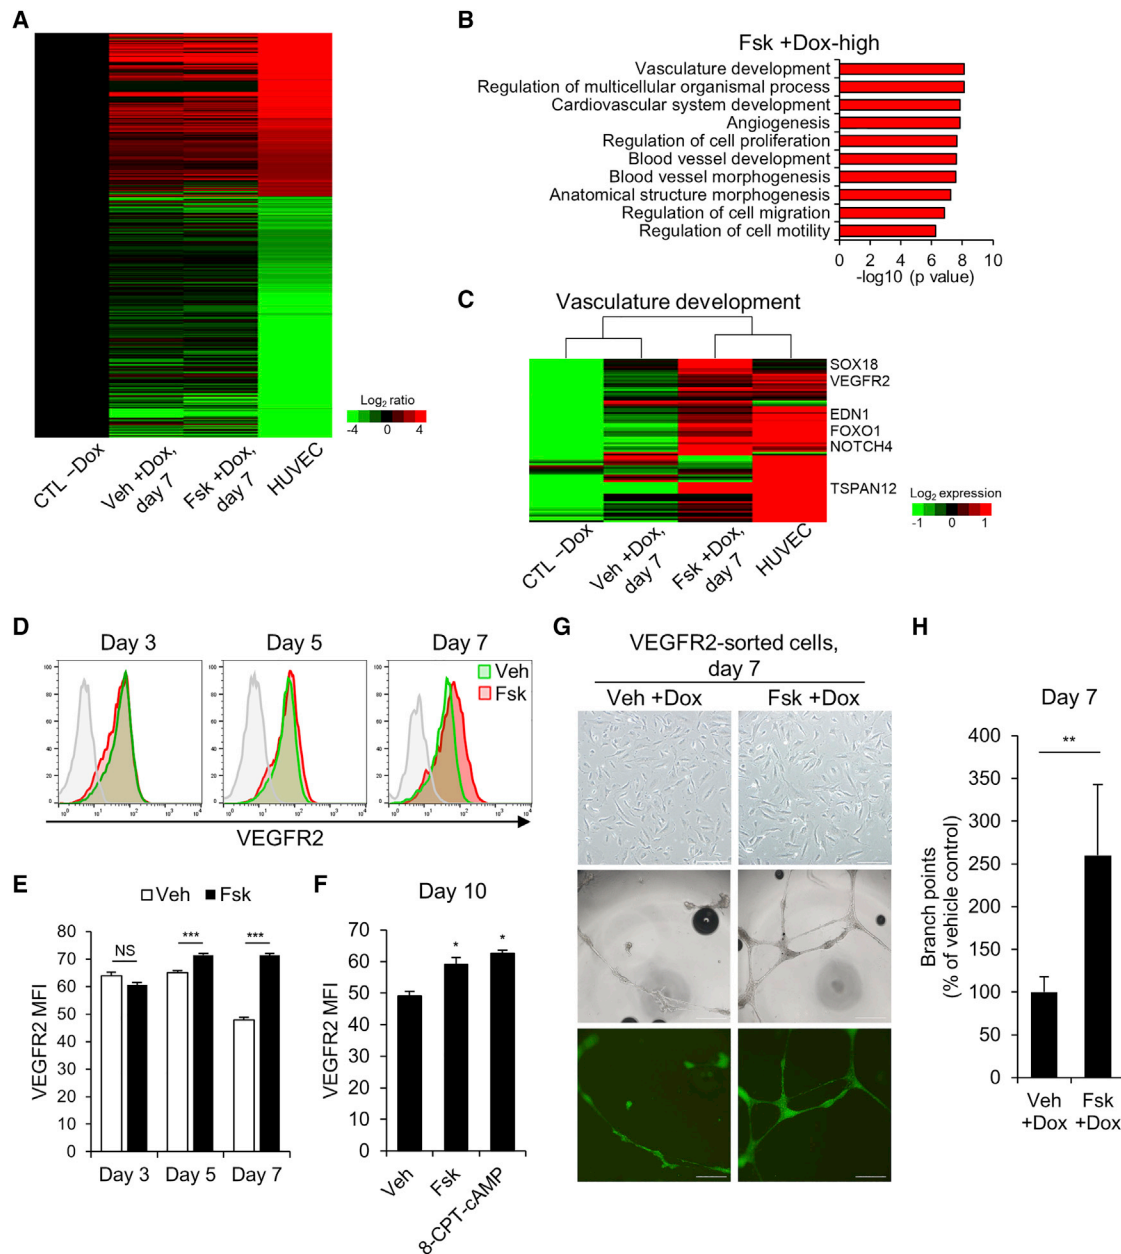 A
CTL –Dox
Veh +Dox,
day 7
Fsk +Dox,
day 7
HUVEC
Log2 ratio
-4 0 4
B
Fsk +Dox-high
Vasculature development
Regulation of multicellular organismal process
Cardiovascular system development
Angiogenesis
Regulation of cell proliferation
Blood vessel development
Blood vessel morphogenesis
Anatomical structure morphogenesis
Regulation of cell migration
Regulation of cell motility
0 2 4 6 8 10
-log10 (p value)
C
Vasculature development
SOX18
VEGFR2
EDN1
FOXO1
NOTCH4
TSPAN12
CTL –Dox
Veh +Dox,
day 7
Fsk +Dox,
day 7
HUVEC
Log2 expression
-1 0 1
D
Day 3 Day 5 Day 7
Veh
Fsk
VEGFR2
E
Veh Fsk
VEGFR2 MFI
80
70
60
50
40
30
20
10
0
NS *** ***
Day 3 Day 5 Day 7
F
Day 10
VEGFR2 MFI
70
60
50
40
30
20
10
0
* *
Veh
Fsk
8-CPT-cAMP
G
VEGFR2-sorted cells,
day 7
Veh +Dox Fsk +Dox
H
Day 7
**
Branch points
(% of vehicle control)
400
350
300
250
200
150
100
50
0
Veh
+Dox
Fsk
+Dox